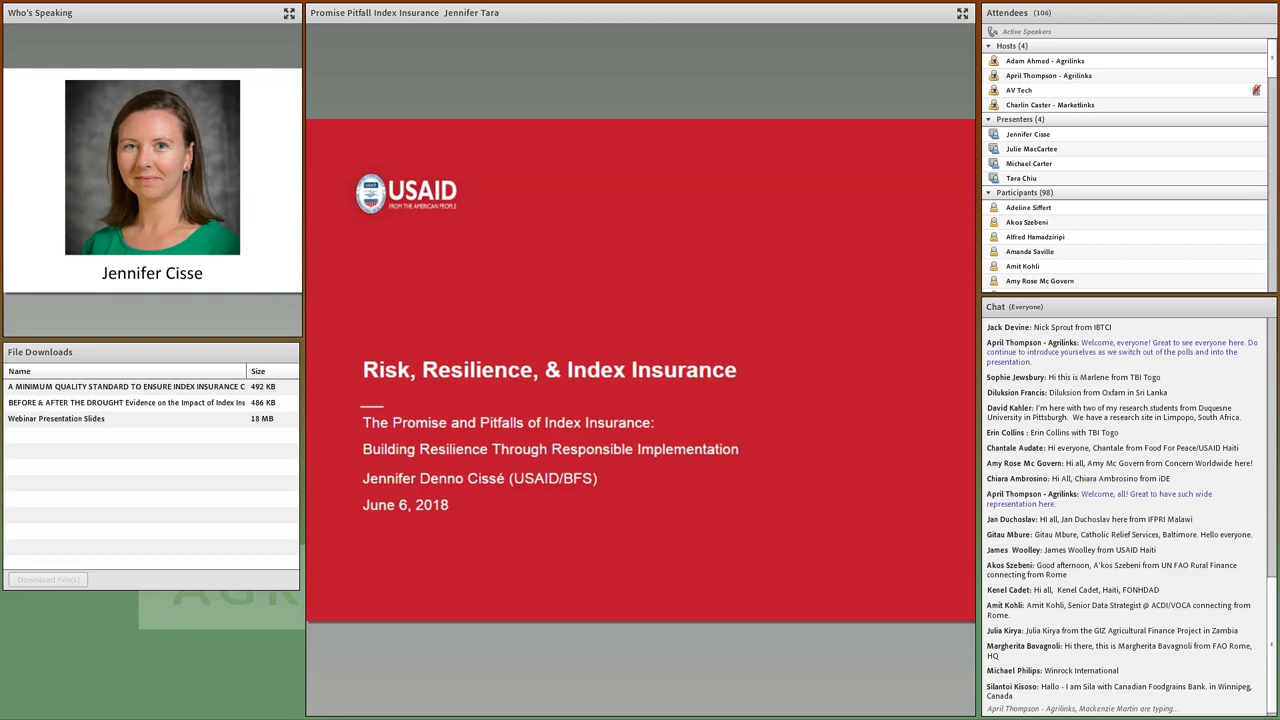 Who's Speaking
Jennifer Cisse
File Downloads
Name Size
A MINIMUM QUALITY STANDARD TO ENSURE INDEX INSURANCE C 492 KB
BEFORE & AFTER THE DROUGHT Evidence on the Impact of Index Ins 486 KB
Webinar Presentation Slides 18 MB
Download File(s)
Promise Pitfall Index Insurance Jennifer Tara
USAID
FROM THE AMERICAN PEOPLE
Risk, Resilience, & Index Insurance
The Promise and Pitfalls of Index Insurance:
Building Resilience Through Responsible Implementation
Jennifer Denno Cissé (USAID/BFS)
June 6, 2018
Attendees (106)
Active Speakers
Hosts (4)
Adam Ahmed - Agrilinks
April Thompson - Agrilinks
AV Tech
Charlin Caster - Marketlinks
Presenters (4)
Jennifer Cisse
Julie MacCartee
Michael Carter
Tara Chiu
Participants (98)
Adeline Siffert
Akos Szebeni
Alfred Hamadziripi
Amanda Saville
Amit Kohli
Amy Rose Mc Govern
Chat (Everyone)
Jack Devine: Nick Sprout from IBTCI
April Thompson - Agrilinks: Welcome, everyone! Great to see everyone here. Do
continue to introduce yourselves as we switch out of the polls and into the
presentation.
Sophie Jewsbury: Hi this is Marlene from TBI Togo
Diluksion Francis: Diluksion from Oxfam in Sri Lanka
David Kahler: I'm here with two of my research students from Duquesne
University in Pittsburgh. We have a research site in Limpopo, South Africa.
Erin Collins : Erin Collins with TBI Togo
Chantale Audate: Hi everyone, Chantale from Food For Peace/USAID Haiti
Amy Rose Mc Govern: Hi all, Amy Mc Govern from Concern Worldwide here!
Chiara Ambrosino: Hi All, Chiara Ambrosino from iDE
April Thompson - Agrilinks: Welcome, all! Great to have such wide
representation here.
Jan Duchoslav: HI all, Jan Duchoslav here from IFPRI Malawi
Gitau Mbure: Gitau Mbure, Catholic Relief Services, Baltimore. Hello everyone.
James Woolley: James Woolley from USAID Haiti
Akos Szebeni: Good afternoon, A'kos Szebeni from UN FAO Rural Finance
connecting from Rome
Kenel Cadet: Hi all, Kenel Cadet, Haiti, FONHDAD
Amit Kohli: Amit Kohli, Senior Data Strategist @ ACDI/VOCA connecting from
Rome.
Julia Kirya: Julia Kirya from the GIZ Agricultural Finance Project in Zambia
Margherita Bavagnoli: Hi there, this is Margherita Bavagnoli from FAO Rome,
HQ
Michael Philips: Winrock International
Silantoi Kisoso: Hallo - I am Sila with Canadian Foodgrains Bank. in Winnipeg,
Canada
April Thompson - Agrilinks, Mackenzie Martin are typing...